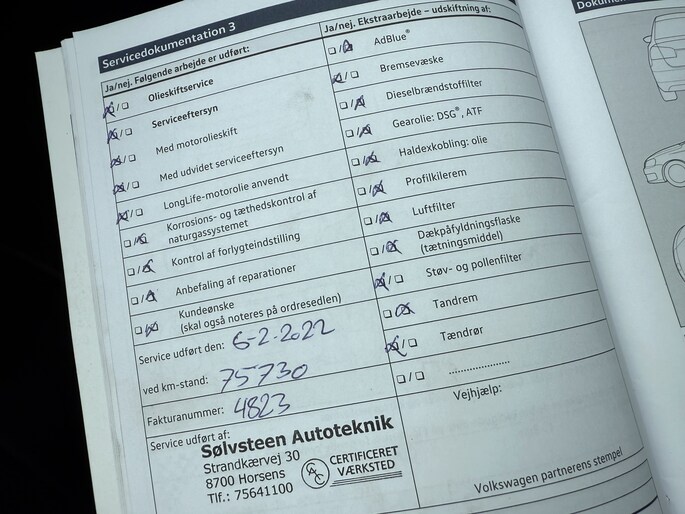 Servicedokumentation 3
Ja/nej. Følgende arbejde er udført:
Olieskiftservice
Serviceeftersyn
Med motorolieskift
Med udvidet serviceeftersyn
LongLife-motorolie anvendt
Korrosions- og tæthedskontrol af
naturgassystemet
Kontrol af forlygteindstilling
Anbefaling af reparationer
Kundeønske
(skal også noteres på ordresedlen)
Service udført den: 6-2-2022
ved km-stand: 75730
Fakturanummer: 4823
Service udført af:
Sølvsteen Autoteknik
Strandkærvej 30
8700 Horsens
Tlf.: 75641100
CERTIFICERET
VÆRKSTED
Ja/nej. Ekstraarbejde – udskiftning af:
AdBlue®
Bremsevæske
Dieselbrændstoffilter
Gearolie: DSG®, ATF
Haldexkobling: olie
Profilkilerem
Luftfilter
Dækpåfyldningsflaske
(tætningsmiddel)
Støv- og pollenfilter
Tandrem
Tændrør
....................
Vejhjælp:
Volkswagen partnerens stempel